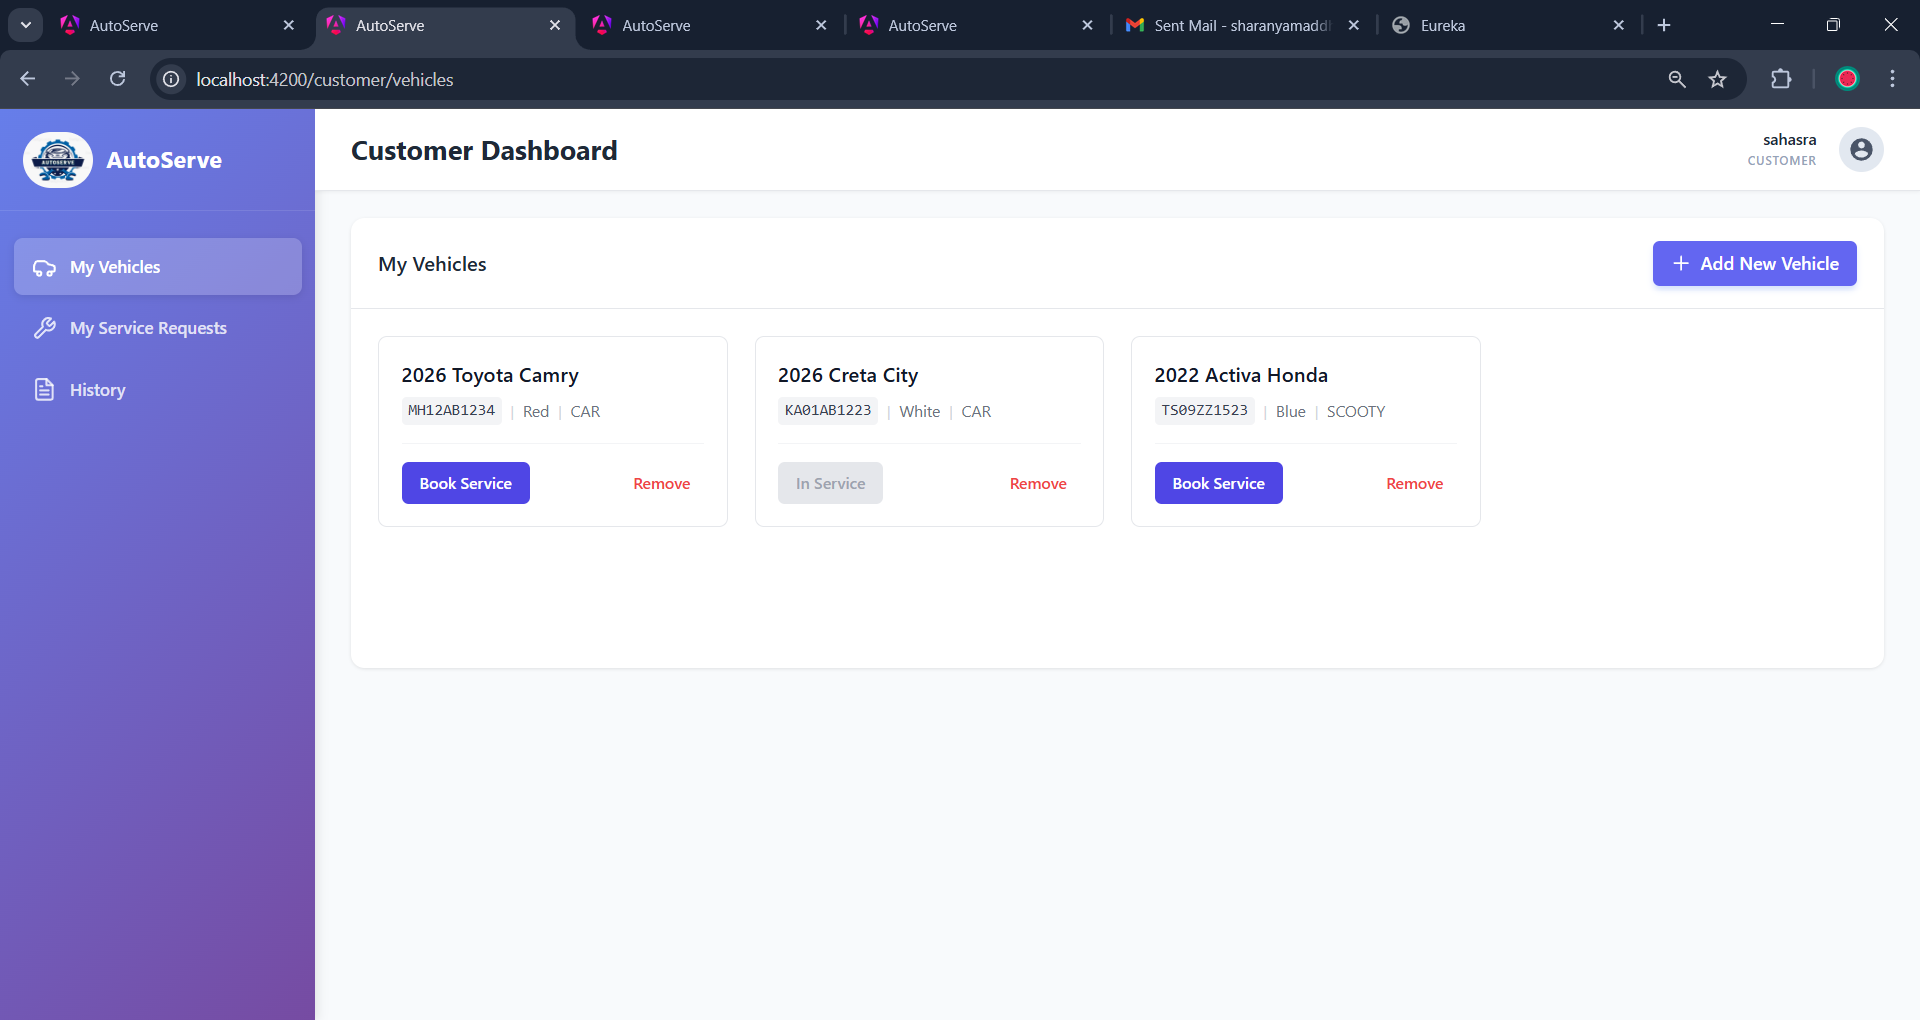 AutoServe
AutoServe
AutoServe
AutoServe
Sent Mail - sharanyamadd
Eureka
localhost:4200/customer/vehicles
AUTOSERVE
AutoServe
My Vehicles
My Service Requests
History
Customer Dashboard
sahasra
CUSTOMER
My Vehicles
+ Add New Vehicle
2026 Toyota Camry
MH12AB1234 | Red | CAR
Book Service
Remove
2026 Creta City
KA01AB1223 | White | CAR
In Service
Remove
2022 Activa Honda
TS09ZZ1523 | Blue | SCOOTY
Book Service
Remove